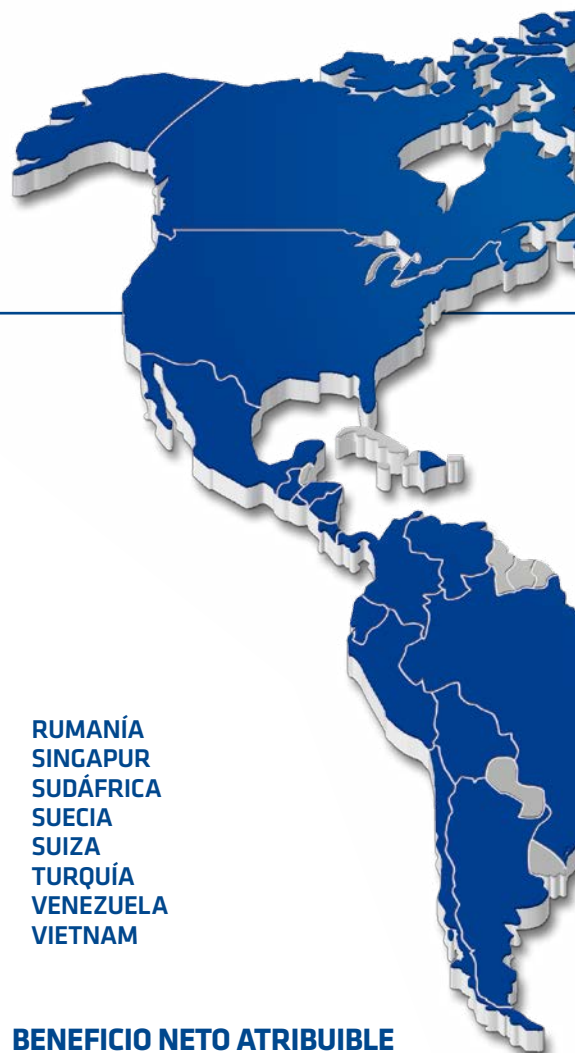 RUMANÍA
SINGAPUR
SUDÁFRICA
SUECIA
SUIZA
TURQUÍA
VENEZUELA
VIETNAM
BENEFICIO NETO ATRIBUIBLE